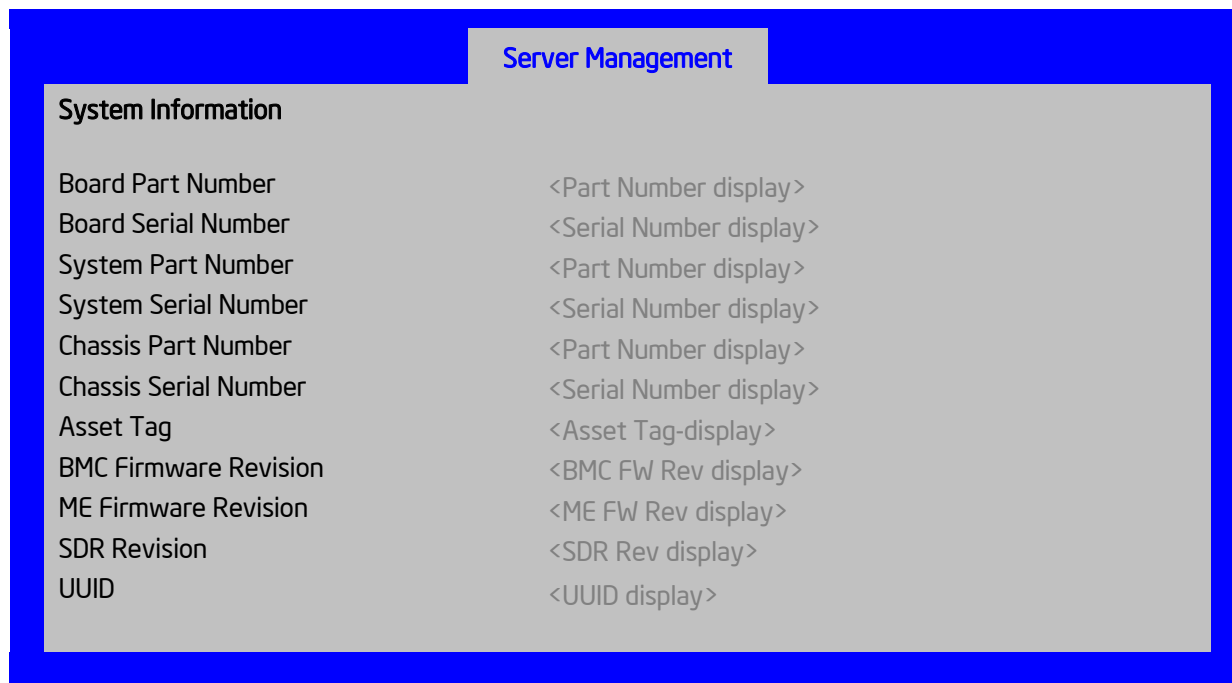 Server Management
System Information
Board Part Number <Part Number display>
Board Serial Number <Serial Number display>
System Part Number <Part Number display>
System Serial Number <Serial Number display>
Chassis Part Number <Part Number display>
Chassis Serial Number <Serial Number display>
Asset Tag <Asset Tag-display>
BMC Firmware Revision <BMC FW Rev display>
ME Firmware Revision <ME FW Rev display>
SDR Revision <SDR Rev display>
UUID <UUID display>